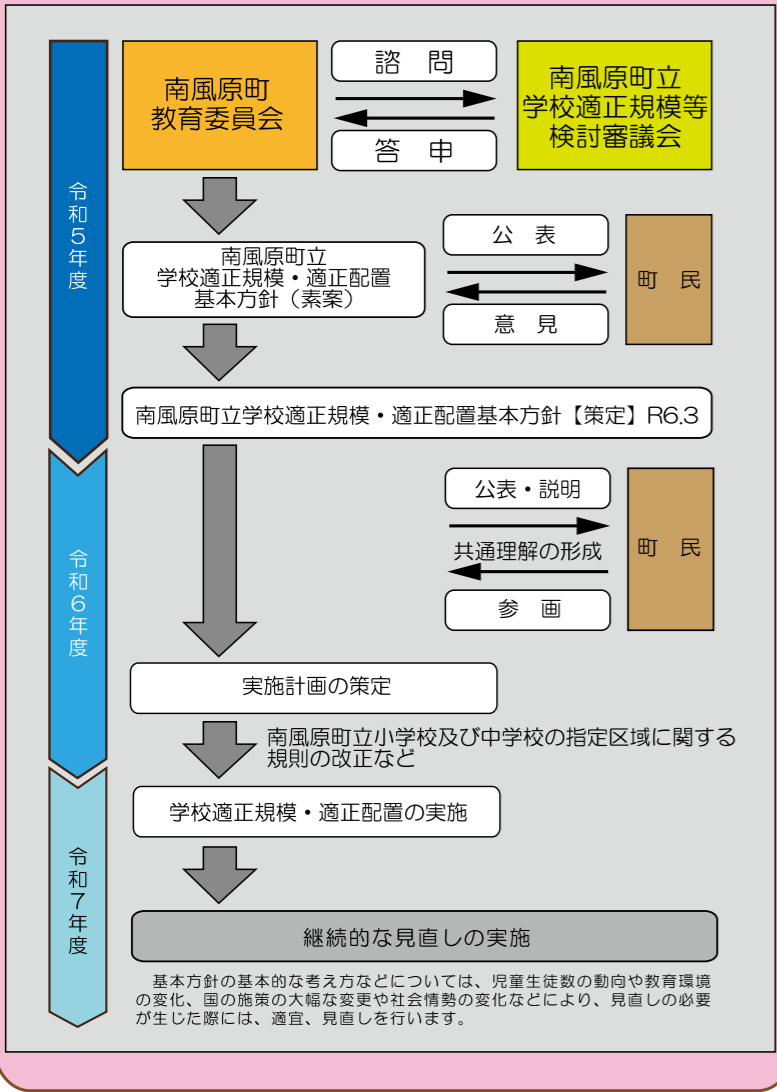 南風原町
教育委員会
諮 問
答 申
南風原町立
学校適正規模等
検討審議会
令和5年度
南風原町立
学校適正規模・適正配置
基本方針（素案）
公 表
意 見
町 民
南風原町立学校適正規模・適正配置基本方針【策定】R6.3
令和6年度
公表・説明
共通理解の形成
参 画
町 民
実施計画の策定
南風原町立小学校及び中学校の指定区域に関する
規則の改正など
令和7年度
学校適正規模・適正配置の実施
継続的な見直しの実施
基本方針の基本的な考え方などについては、児童生徒数の動向や教育環境
の変化、国の施策の大幅な変更や社会情勢の変化などにより、見直しの必要
が生じた際には、適宜、見直しを行います。